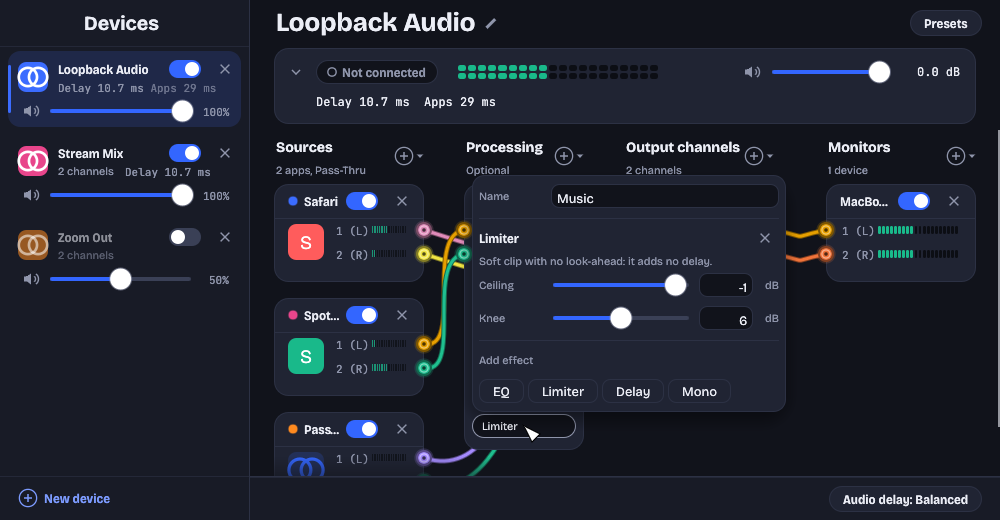 Devices
Loopback Audio
Delay 10.7 ms Apps 29 ms
100%
Stream Mix
2 channels Delay 10.7 ms
100%
Zoom Out
2 channels
50%
New device
Loopback Audio
Presets
Not connected
0.0 dB
Delay 10.7 ms Apps 29 ms
Sources
2 apps, Pass-Thru
Processing
Optional
Output channels
2 channels
Monitors
1 device
Safari
S
1 (L)
2 (R)
Spot...
S
1 (L)
2 (R)
Pass...
1 (L)
Name
Music
Limiter
Soft clip with no look-ahead: it adds no delay.
Ceiling
-1
dB
Knee
6
dB
Add effect
EQ
Limiter
Delay
Mono
Limiter
MacBo...
1 (L)
2 (R)
Audio delay: Balanced